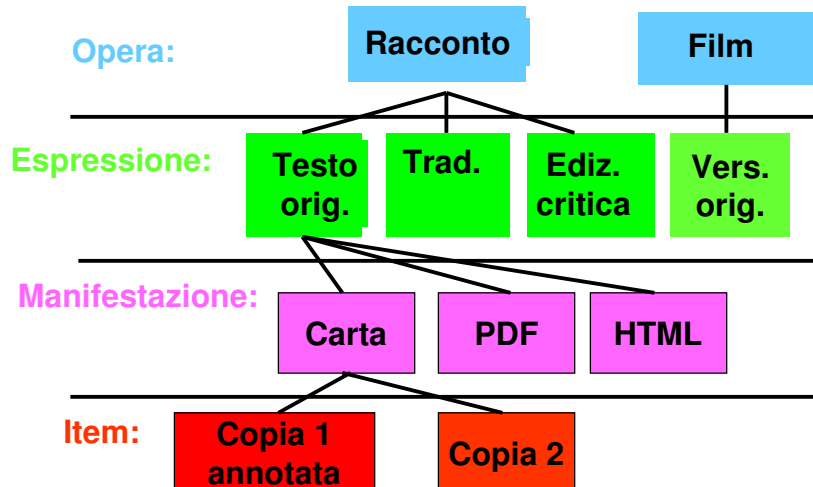 Opera:
Racconto
Film
Espressione:
Testo
orig.
Trad.
Ediz.
critica
Vers.
orig.
Manifestazione:
Carta
PDF
HTML
Item:
Copia 1
annotata
Copia 2